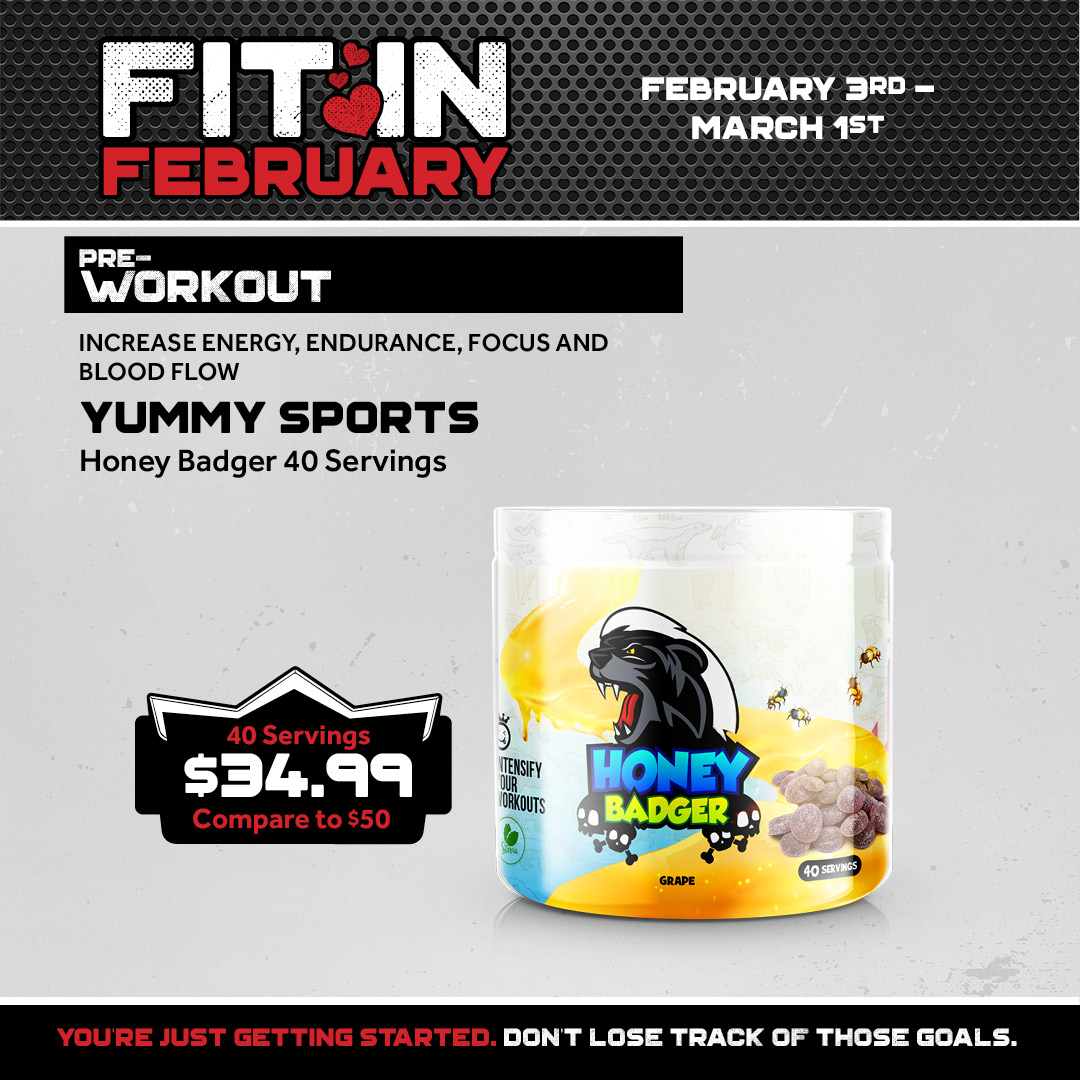 FIT IN
FEBRUARY
FEBRUARY 3RD –
MARCH 1ST
PRE-
WORKOUT
INCREASE ENERGY, ENDURANCE, FOCUS AND
BLOOD FLOW
YUMMY SPORTS
Honey Badger 40 Servings
40 Servings
$34.99
Compare to $50
NTENSIFY
OUR
WORKOUTS
Stevia
HONEY
BADGER
GRAPE
40 SERVINGS
YOU'RE JUST GETTING STARTED. DON'T LOSE TRACK OF THOSE GOALS.